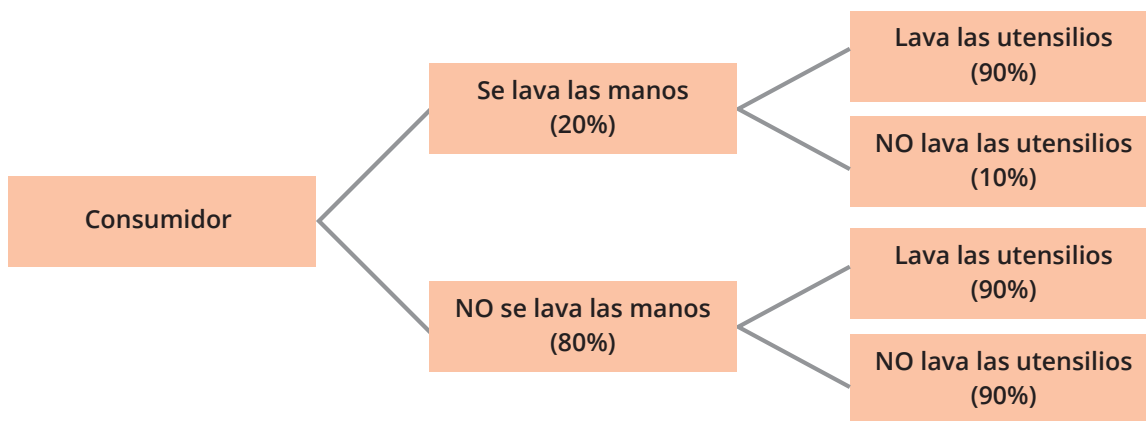 Consumidor
Se lava las manos
(20%)
NO se lava las manos
(80%)
Lava las utensilios
(90%)
NO lava las utensilios
(10%)
Lava las utensilios
(90%)
NO lava las utensilios
(90%)